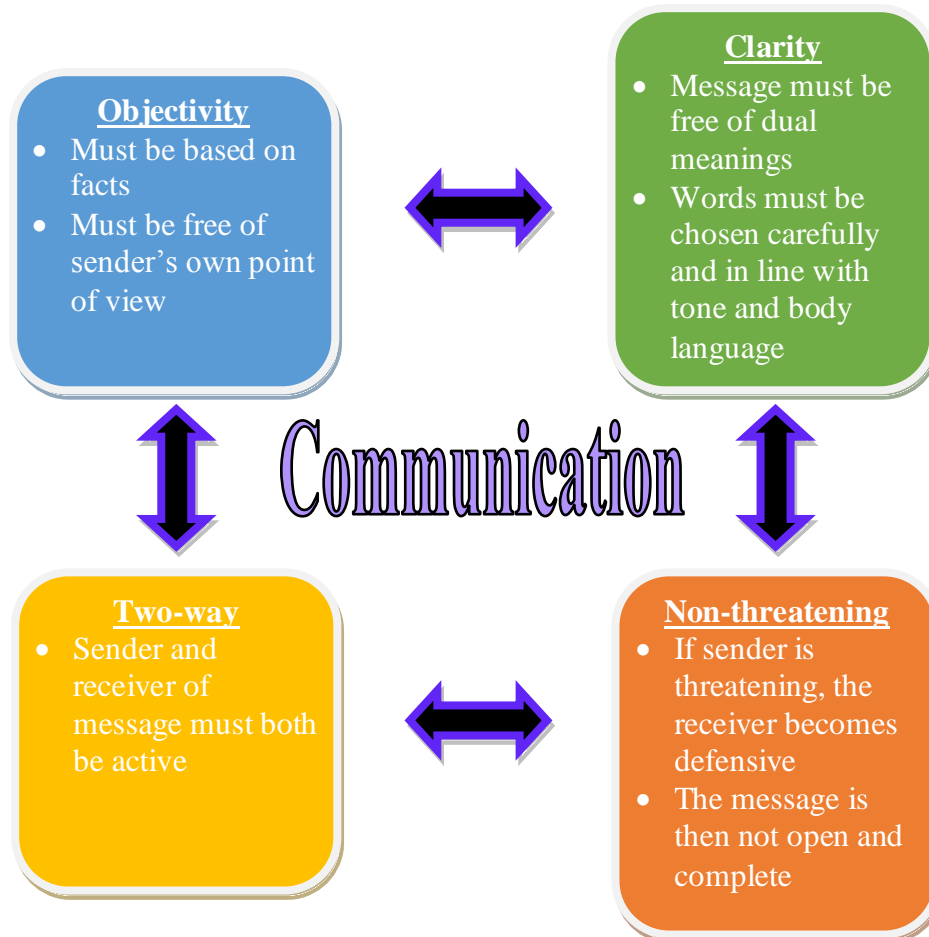 Objectivity
• Must be based on
facts
• Must be free of
sender’s own point
of view
Clarity
• Message must be
free of dual
meanings
• Words must be
chosen carefully
and in line with
tone and body
language
Communication
Two-way
• Sender and
receiver of
message must both
be active
Non-threatening
• If sender is
threatening, the
receiver becomes
defensive
• The message is
then not open and
complete